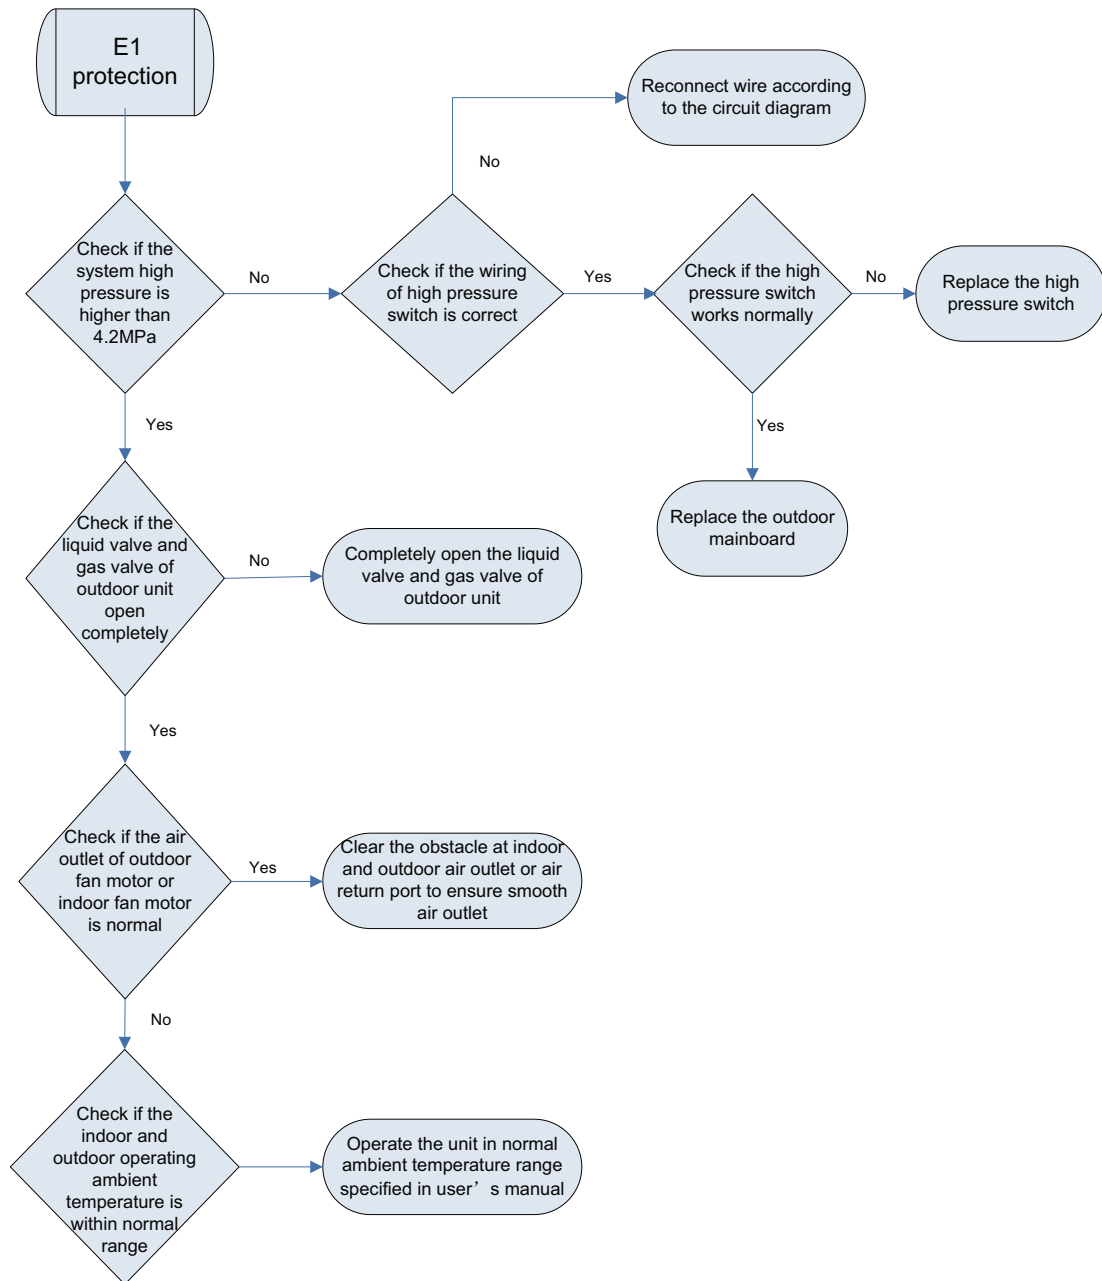 E1
protection
Reconnect wire according
to the circuit diagram
No
Check if the
system high
pressure is
higher than
4.2MPa
No
Check if the wiring
of high pressure
switch is correct
Yes
Check if the high
pressure switch
works normally
No
Replace the high
pressure switch
Yes
Yes
Replace the outdoor
mainboard
Check if the
liquid valve and
gas valve of
outdoor unit
open
completely
No
Completely open the liquid
valve and gas valve of
outdoor unit
Yes
Check if the air
outlet of outdoor
fan motor or
indoor fan motor
is normal
Yes
Clear the obstacle at indoor
and outdoor air outlet or air
return port to ensure smooth
air outlet
No
Check if the
indoor and
outdoor operating
ambient
temperature is
within normal
range
Operate the unit in normal
ambient temperature range
specified in user’s manual